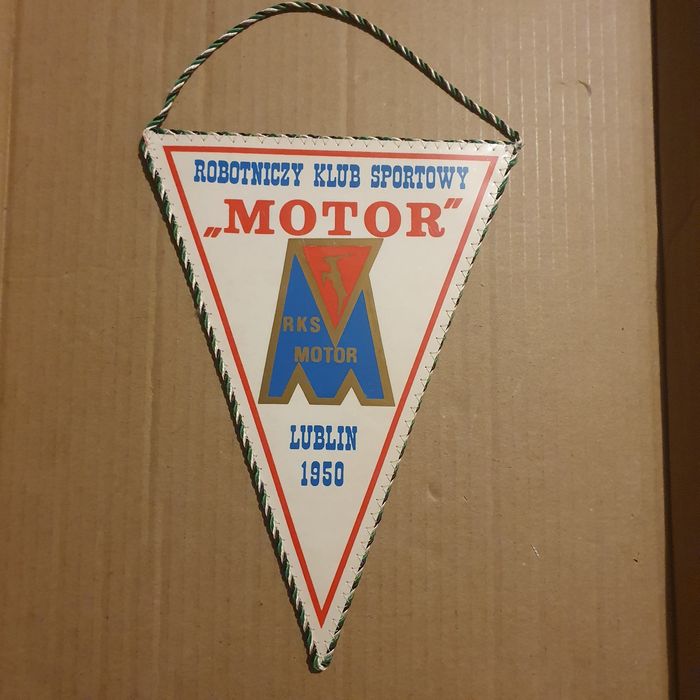 ROBOTNICZY KLUB SPORTOWY
„MOTOR”
RKS
MOTOR
LUBLIN
1950